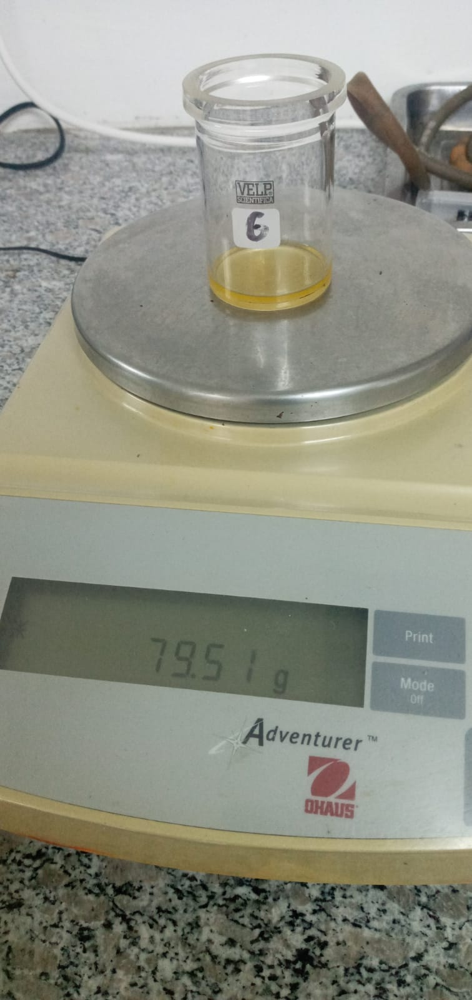 VELP®
SCIENTIFICA
6
79.51 g
Print
Mode
Off
Adventurer™
OHAUS